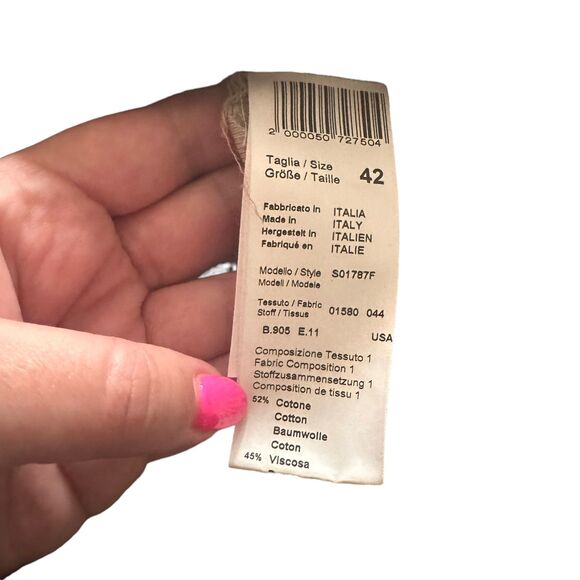 2 000050 727504
Taglia / Size
Größe / Taille 42
Fabbricato in ITALIA
Made in ITALY
Hergestelt in ITALIEN
Fabriqué en ITALIE
Modello / Style S01787F
Modell / Modele
Tessuto / Fabric 01580 044
Stoff / Tissus
B.905 E.11 USA
Composizione Tessuto 1
Fabric Composition 1
Stoffzusammensetzung 1
Composition de tissu 1
52% Cotone
Cotton
Baumwolle
Coton
45% Viscosa